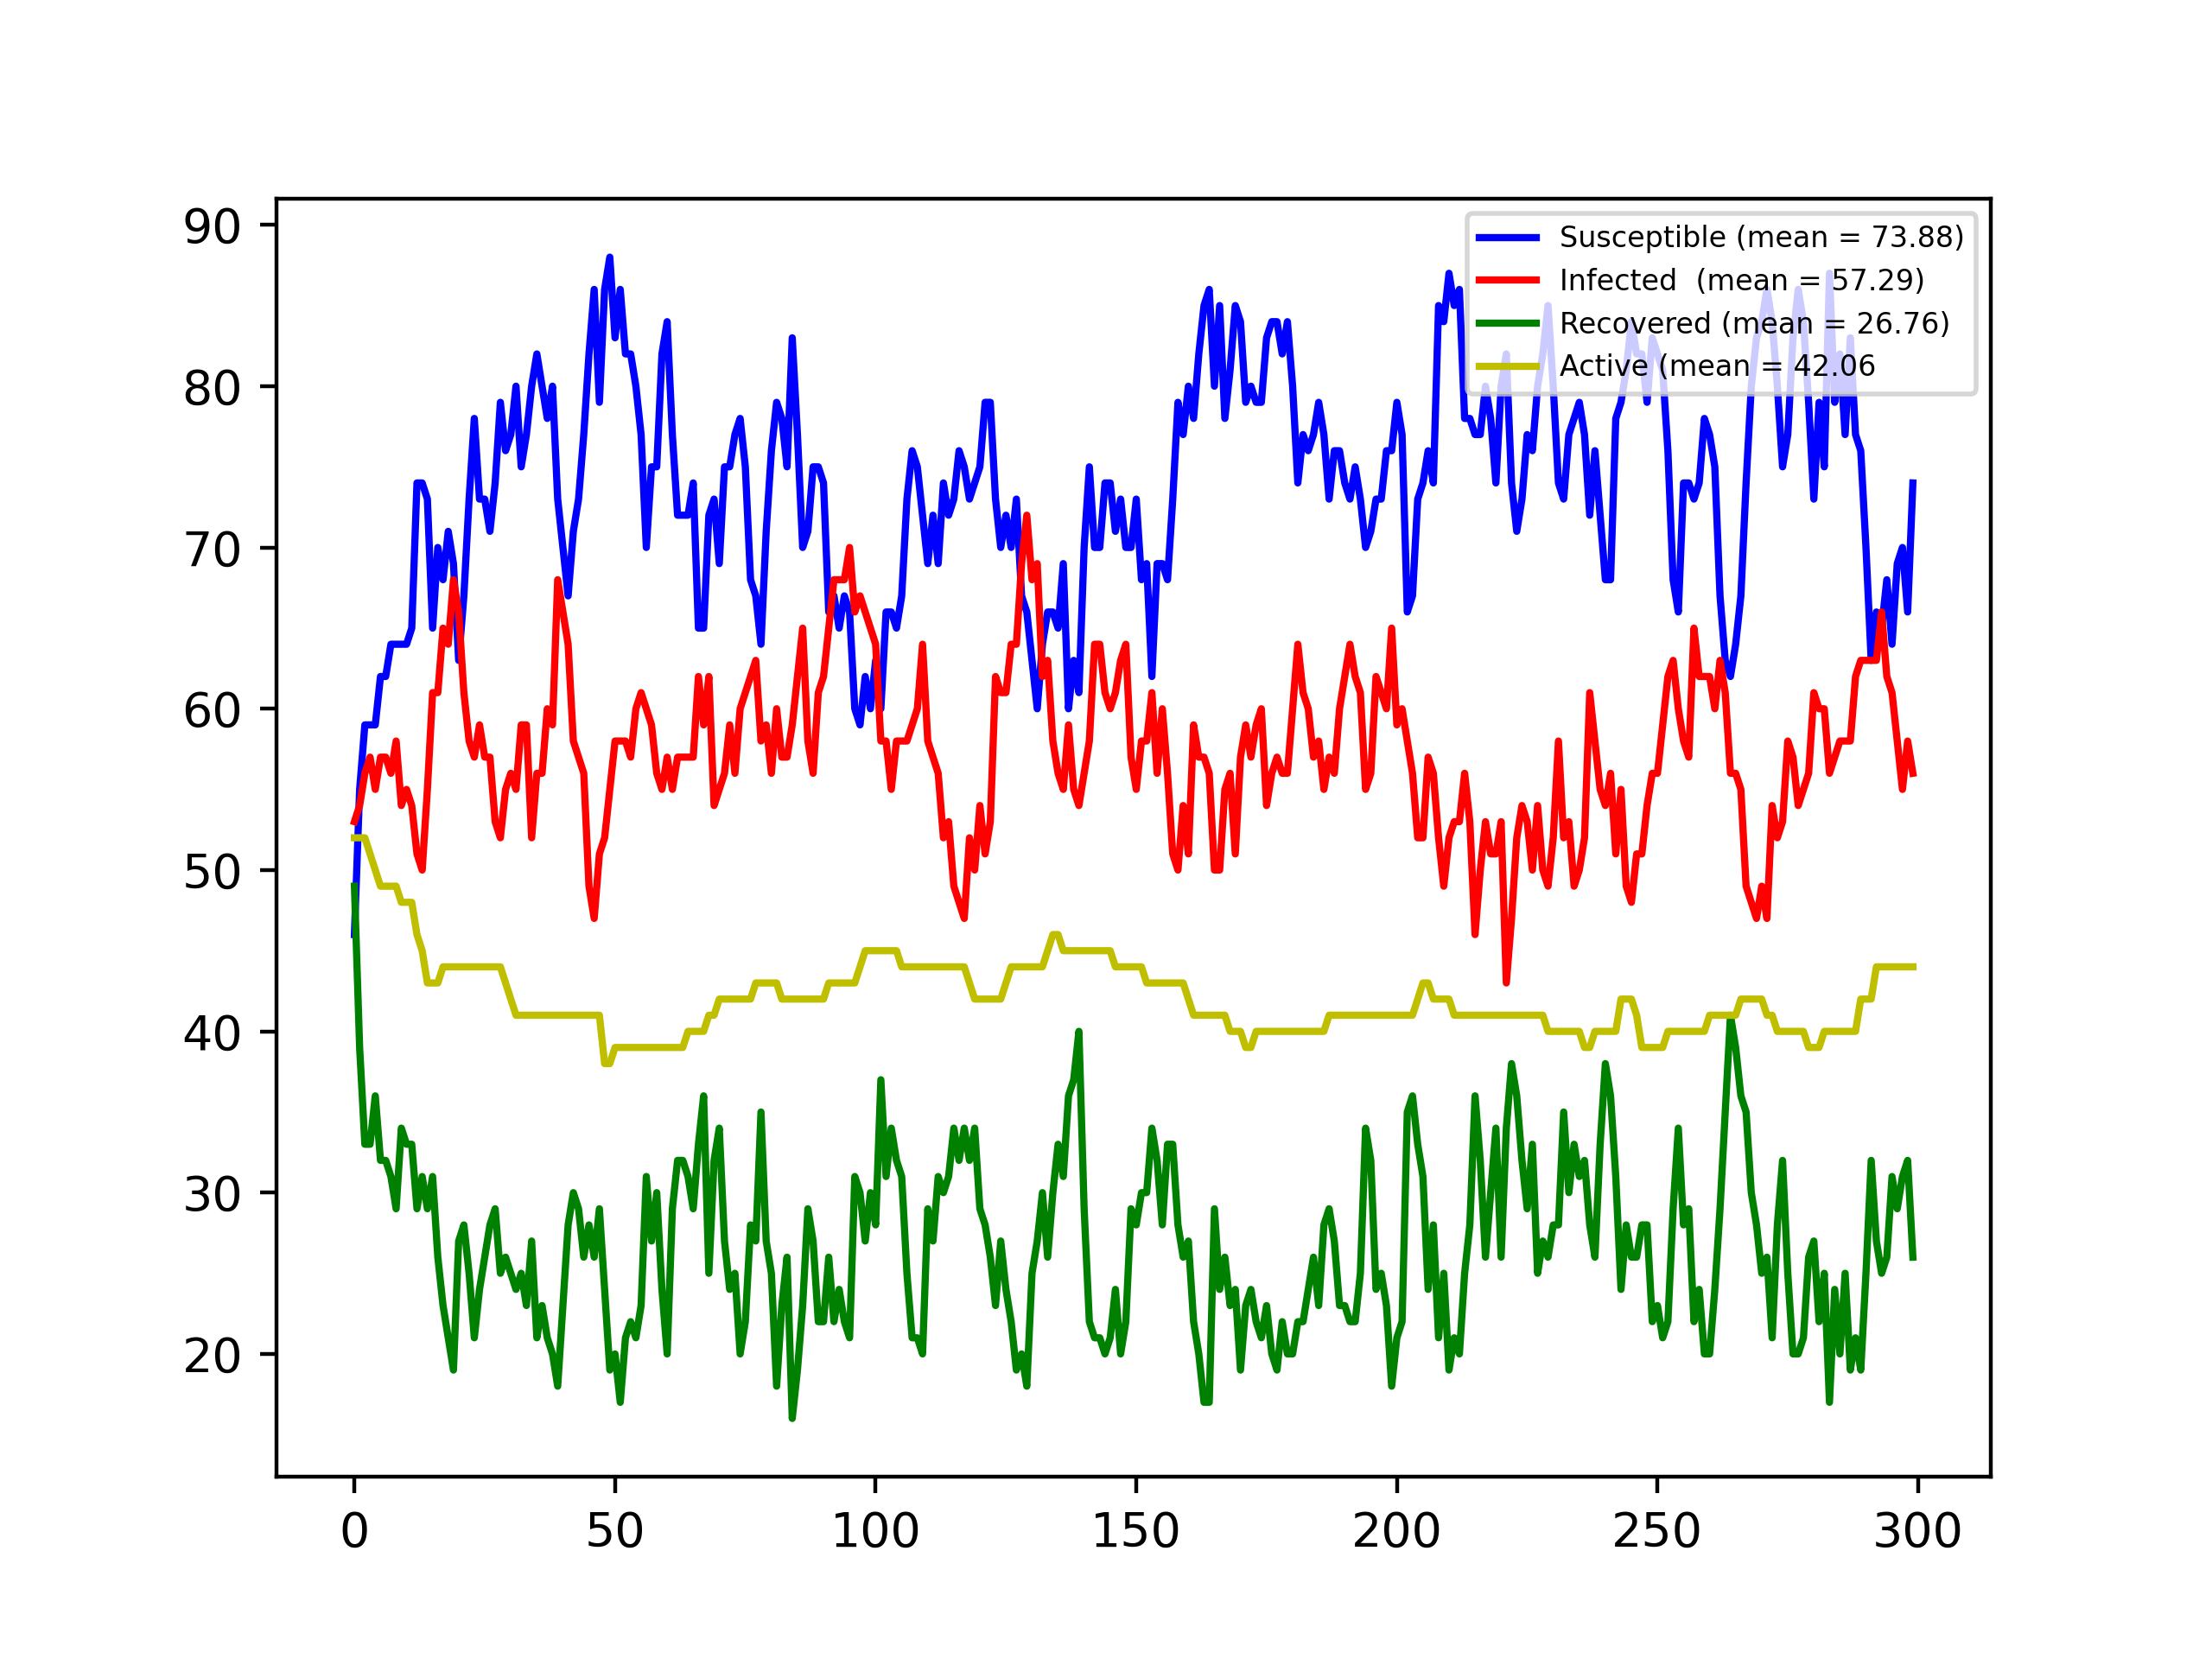 90
80
70
60
50
40
30
20
0 50 100 150 200 250 300
Susceptible (mean = 73.88)
Infected  (mean = 57.29)
Recovered (mean = 26.76)
Active (mean = 42.06